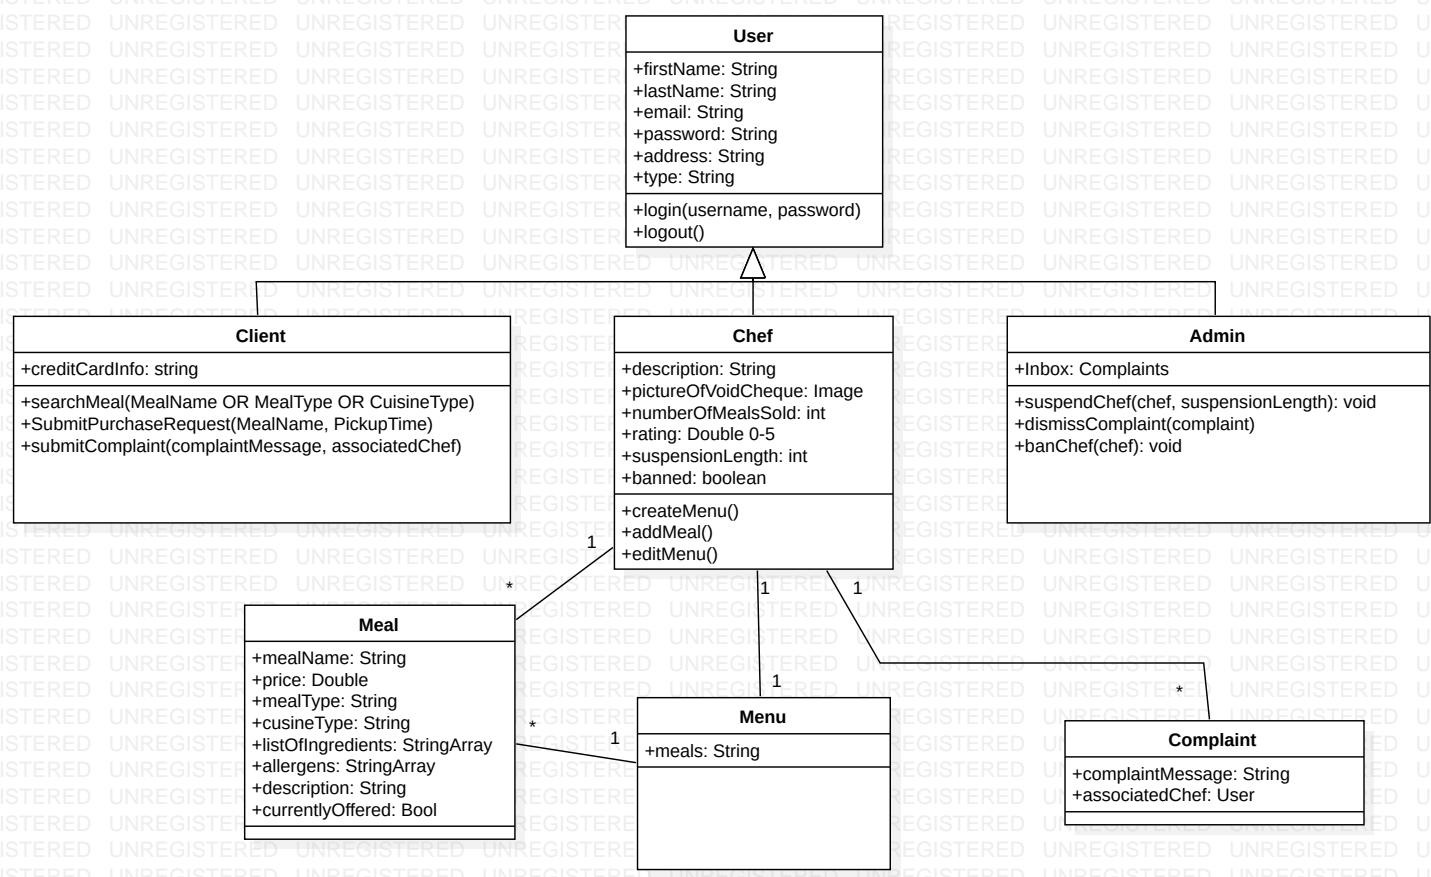 User
+firstName: String
+lastName: String
+email: String
+password: String
+address: String
+type: String
+login(username, password)
+logout()
Client
+creditCardInfo: string
+searchMeal(MealName OR MealType OR CuisineType)
+SubmitPurchaseRequest(MealName, PickupTime)
+submitComplaint(complaintMessage, associatedChef)
Chef
+description: String
+pictureOfVoidCheque: Image
+numberOfMealsSold: int
+rating: Double 0-5
+suspensionLength: int
+banned: boolean
+createMenu()
+addMeal()
+editMenu()
Admin
+Inbox: Complaints
+suspendChef(chef, suspensionLength): void
+dismissComplaint(complaint)
+banChef(chef): void
1
*
1
1
1
*
*
1
Meal
+mealName: String
+price: Double
+mealType: String
+cusineType: String
+listOfIngredients: StringArray
+allergens: StringArray
+description: String
+currentlyOffered: Bool
Menu
+meals: String
Complaint
+complaintMessage: String
+associatedChef: User
UNREGISTERED